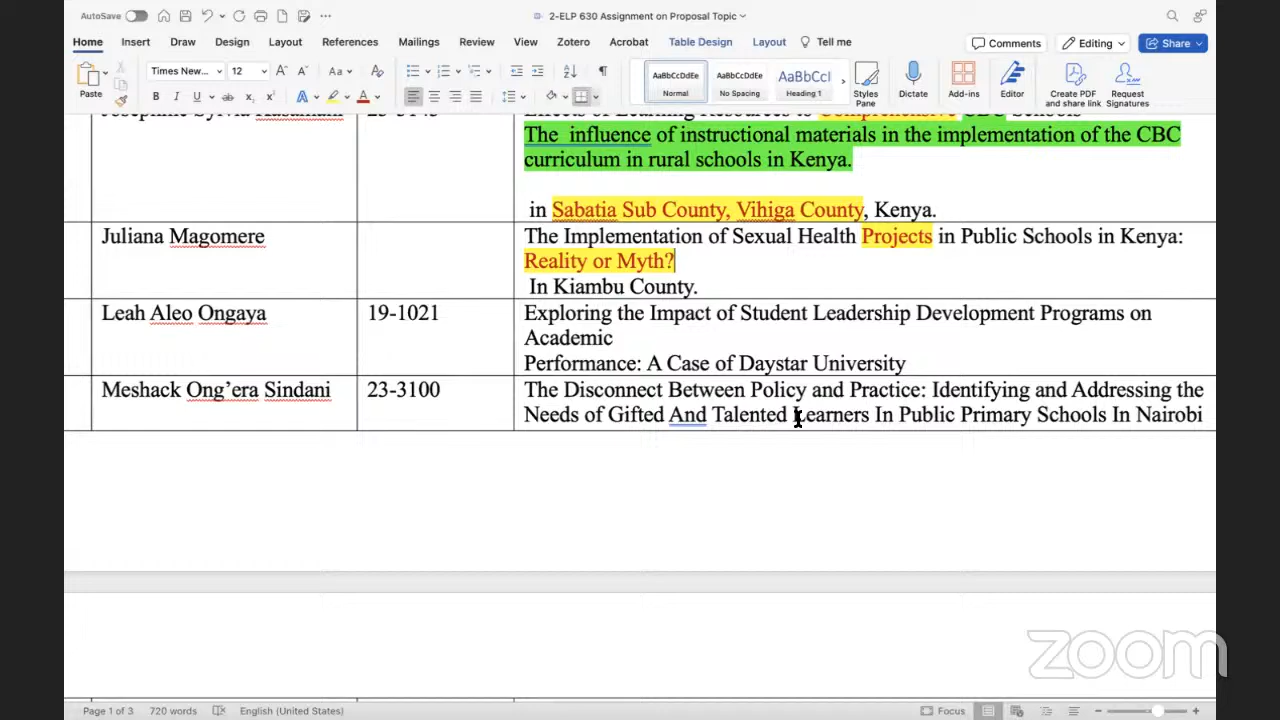 AutoSave
2-ELP 630 Assignment on Proposal Topic
Home Insert Draw Design Layout References Mailings Review View Zotero Acrobat Table Design Layout Tell me
Comments Editing Share
Paste
Times New... 12
Aa
B I U ab x x A A
AaBbCcDdEe AaBbCcDdEe AaBbCcI
Normal No Spacing Heading 1
Styles Pane
Dictate
Add-ins
Editor
Create PDF and share link
Request Signatures
The influence of instructional materials in the implementation of the CBC
curriculum in rural schools in Kenya.
in Sabatia Sub County, Vihiga County, Kenya.
Juliana Magomere
The Implementation of Sexual Health Projects in Public Schools in Kenya:
Reality or Myth?
In Kiambu County.
Leah Aleo Ongaya 19-1021 Exploring the Impact of Student Leadership Development Programs on
Academic
Performance: A Case of Daystar University
Meshack Ong’era Sindani 23-3100 The Disconnect Between Policy and Practice: Identifying and Addressing the
Needs of Gifted And Talented Learners In Public Primary Schools In Nairobi
zoom
Page 1 of 3 720 words English (United States) Focus